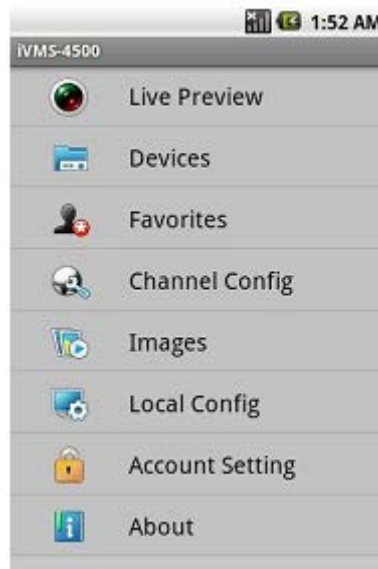 1:52 AM
iVMS-4500
Live Preview
Devices
Favorites
Channel Config
Images
Local Config
Account Setting
About